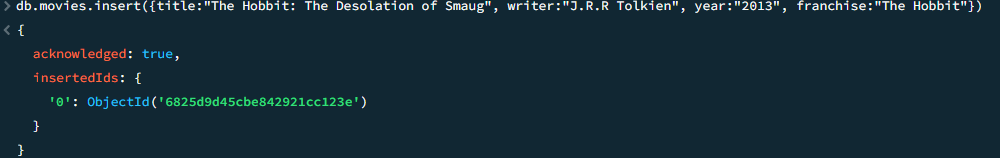 > db.movies.insert({title:"The Hobbit: The Desolation of Smaug", writer:"J.R.R Tolkien", year:"2013", franchise:"The Hobbit"})
< {
acknowledged: true,
insertedIds: {
'0': ObjectId('6825d9d45cbe842921cc123e')
}
}